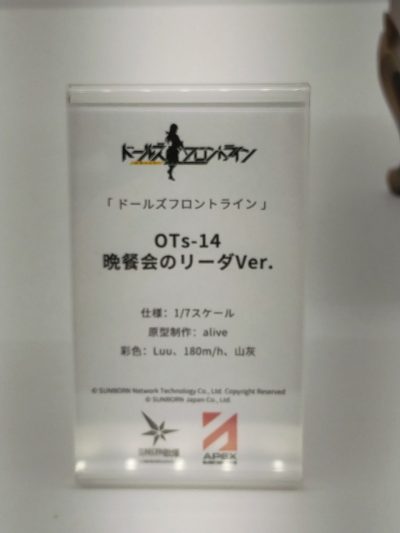 ドールズフロントライン
「ドールズフロントライン」
OTs-14
晩餐会のリーダVer.
仕様: 1/7スケール
原型制作: alive
彩色: Luu、180m/h、山灰
© SUNBORN Network Technology Co., Ltd. Copyright Reserved
© SUNBORN Japan Co., Ltd.
APEX